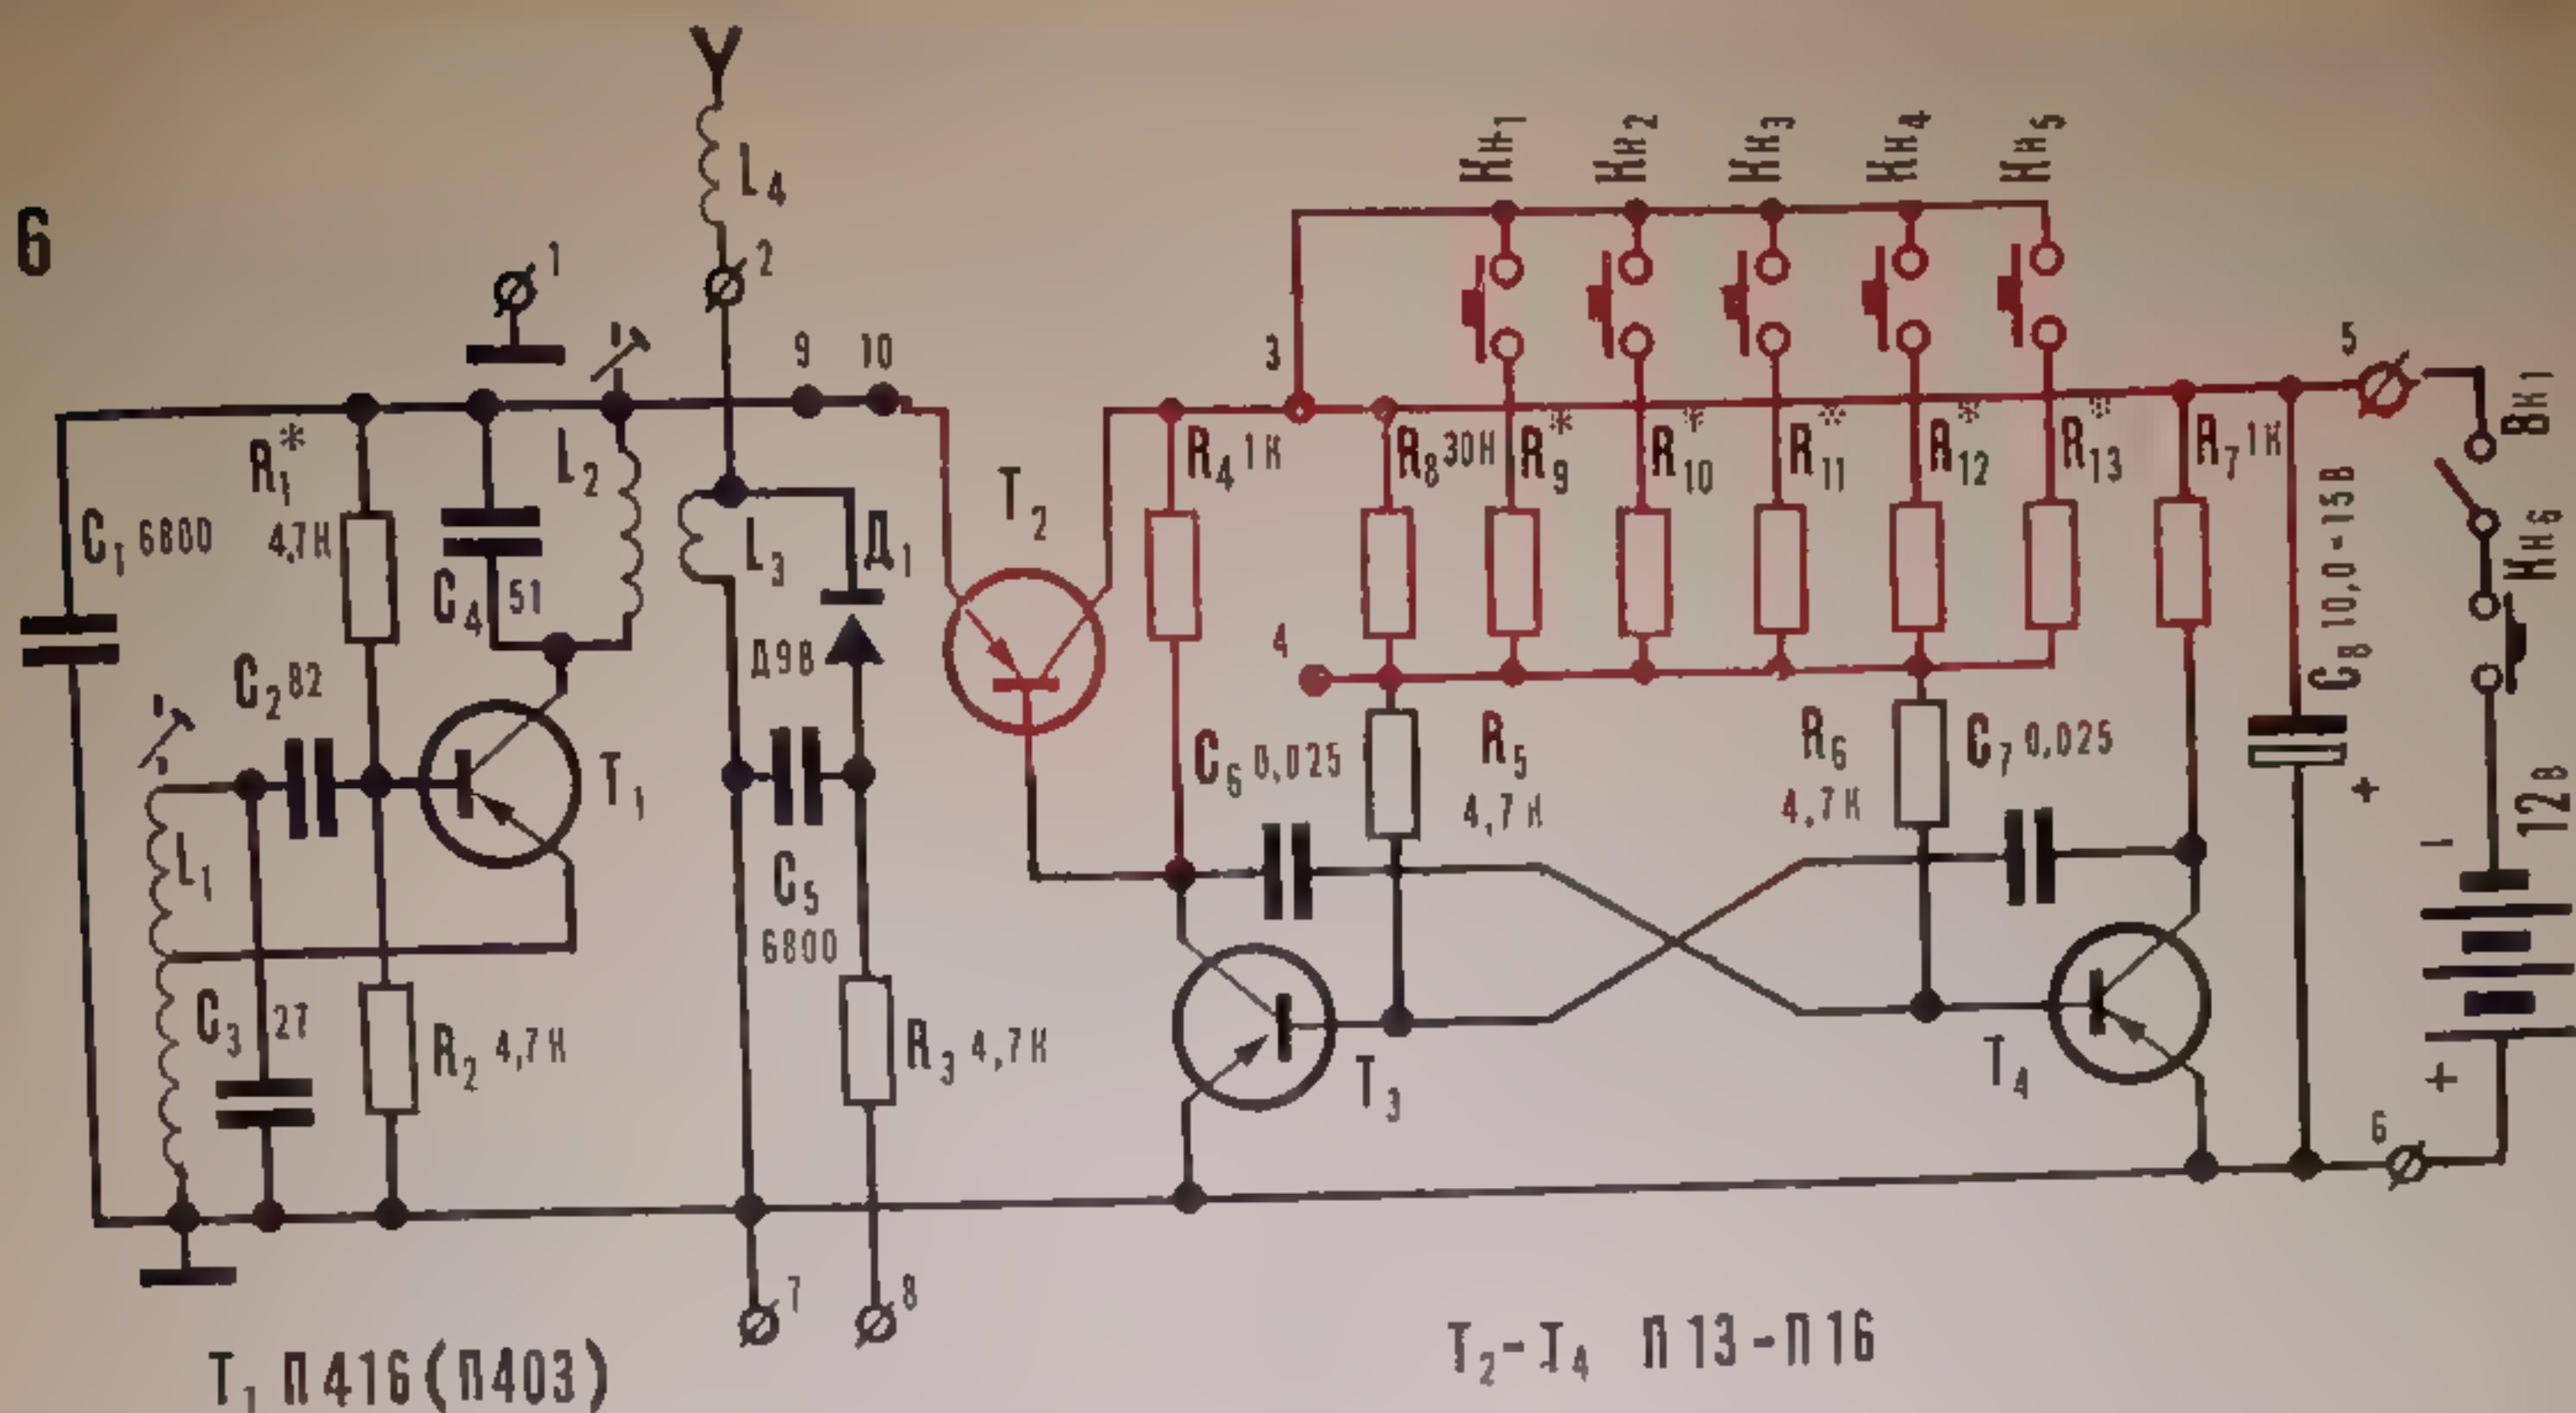 6
Кн1 Кн2 Кн3 Кн4 Кн5
L4
1
2
9 10
3
5
Вк1
R1* 4,7К
L2
R4 1К
R8 30К
R9*
R10*
R11*
R12*
R13*
R7 1К
C1 6800
C4 51
L3
Д1
T2
C8 10,0-15В
Кн6
C2 82
Д9В
4
T1
C6 0,025
R5 4,7К
R6 4,7К
C7 0,025
+
12В
-
L1
C5 6800
C3 27
R2 4,7К
R3 4,7К
T3
T4
+
6
7
8
T1 П416(П403)
T2-T4 П13-П16